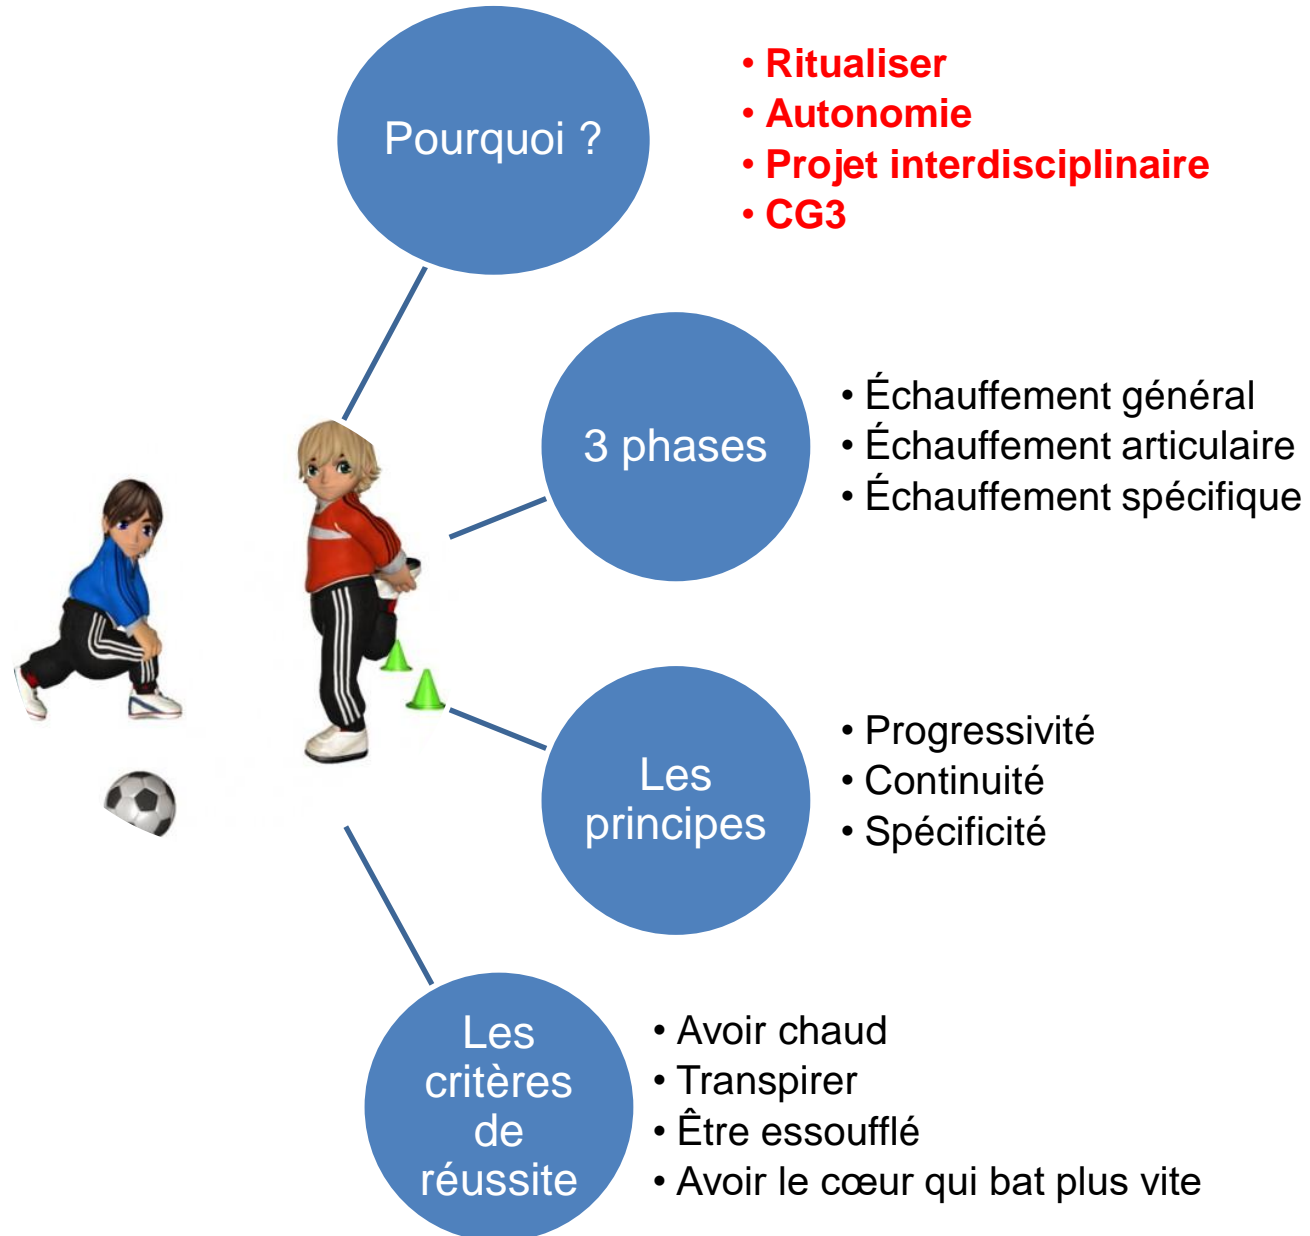 Pourquoi ?
• Ritualiser
• Autonomie
• Projet interdisciplinaire
• CG3
3 phases
• Échauffement général
• Échauffement articulaire
• Échauffement spécifique
Les
principes
• Progressivité
• Continuité
• Spécificité
Les
critères
de
réussite
• Avoir chaud
• Transpirer
• Être essoufflé
• Avoir le cœur qui bat plus vite